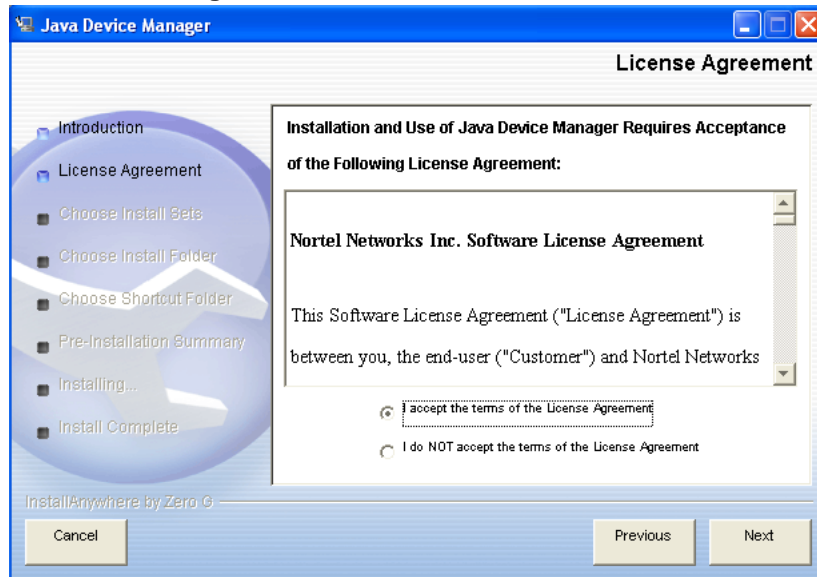 Java Device Manager
License Agreement
Introduction
License Agreement
Choose Install Sets
Choose Install Folder
Choose Shortcut Folder
Pre-Installation Summary
Installing...
Install Complete
Installation and Use of Java Device Manager Requires Acceptance
of the Following License Agreement:
Nortel Networks Inc. Software License Agreement
This Software License Agreement ("License Agreement") is
between you, the end-user ("Customer") and Nortel Networks
I accept the terms of the License Agreement
I do NOT accept the terms of the License Agreement
InstallAnywhere by Zero G
Cancel
Previous
Next